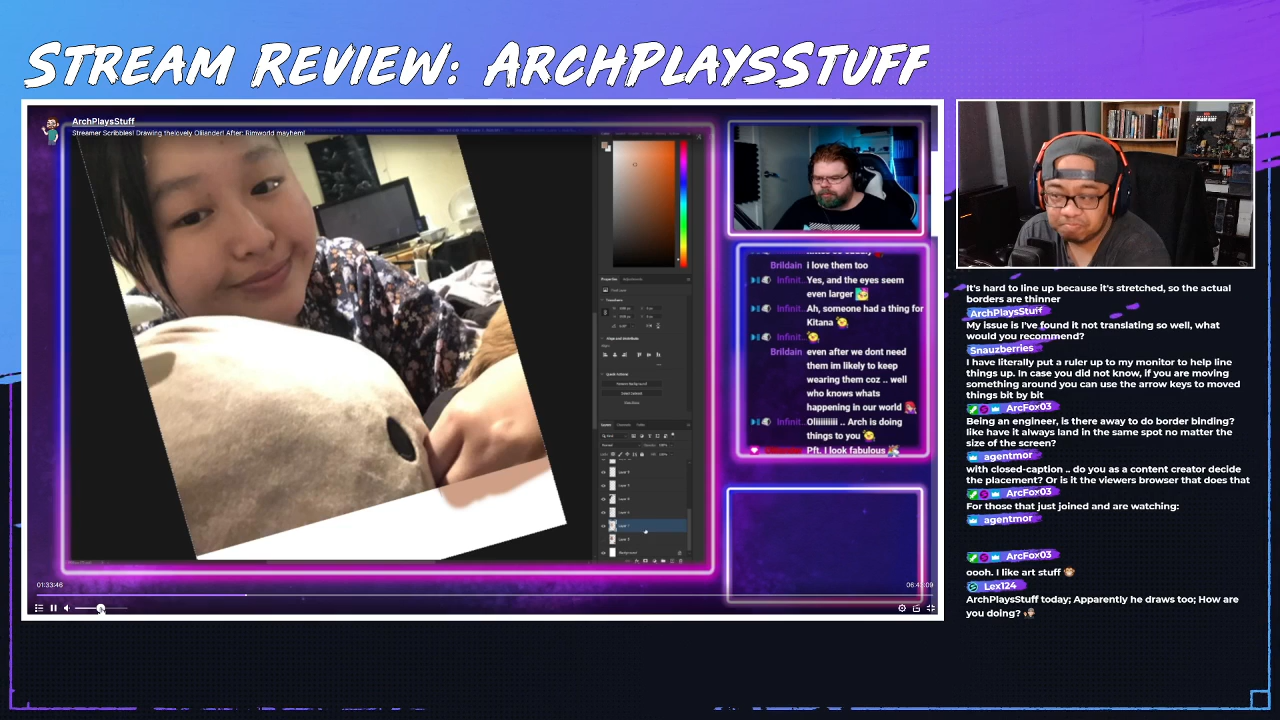 STREAM REVIEW: ARCHPLAYSSTUFF
ArchPlaysStuff
Streamer Scribbles! Drawing thelovely Olliander! After: Rimworld mayhem!
Brildain i love them too
Infinit.. Yes, and the eyes seem
even larger
Infinit.. Ah, someone had a thing for
Kitana
Infinit..
Brildain even after we dont need
them im likely to keep
wearing them coz .. well
who knows whats
happening in our world
Infinit.. Oliiiiiiiii .. Arch is doing
things to you
Pft. I look fabulous
Properties
Layers
Background
01:33:46
It's hard to line up because it's stretched, so the actual
borders are thinner
ArchPlaysStuff
My issue is I've found it not translating so well, what
would you recommend?
Snauzberries
I have literally put a ruler up to my monitor to help line
things up. In case you did not know, if you are moving
something around you can use the arrow keys to moved
things bit by bit
ArcFox03
Being an engineer, is there away to do border binding?
like have it always land in the same spot no matter the
size of the screen?
agentmor
with closed-caption .. do you as a content creator decide
the placement? Or is it the viewers browser that does that
ArcFox03
For those that just joined and are watching:
agentmor
ArcFox03
oooh. I like art stuff
Lex124
ArchPlaysStuff today; Apparently he draws too; How are
you doing?